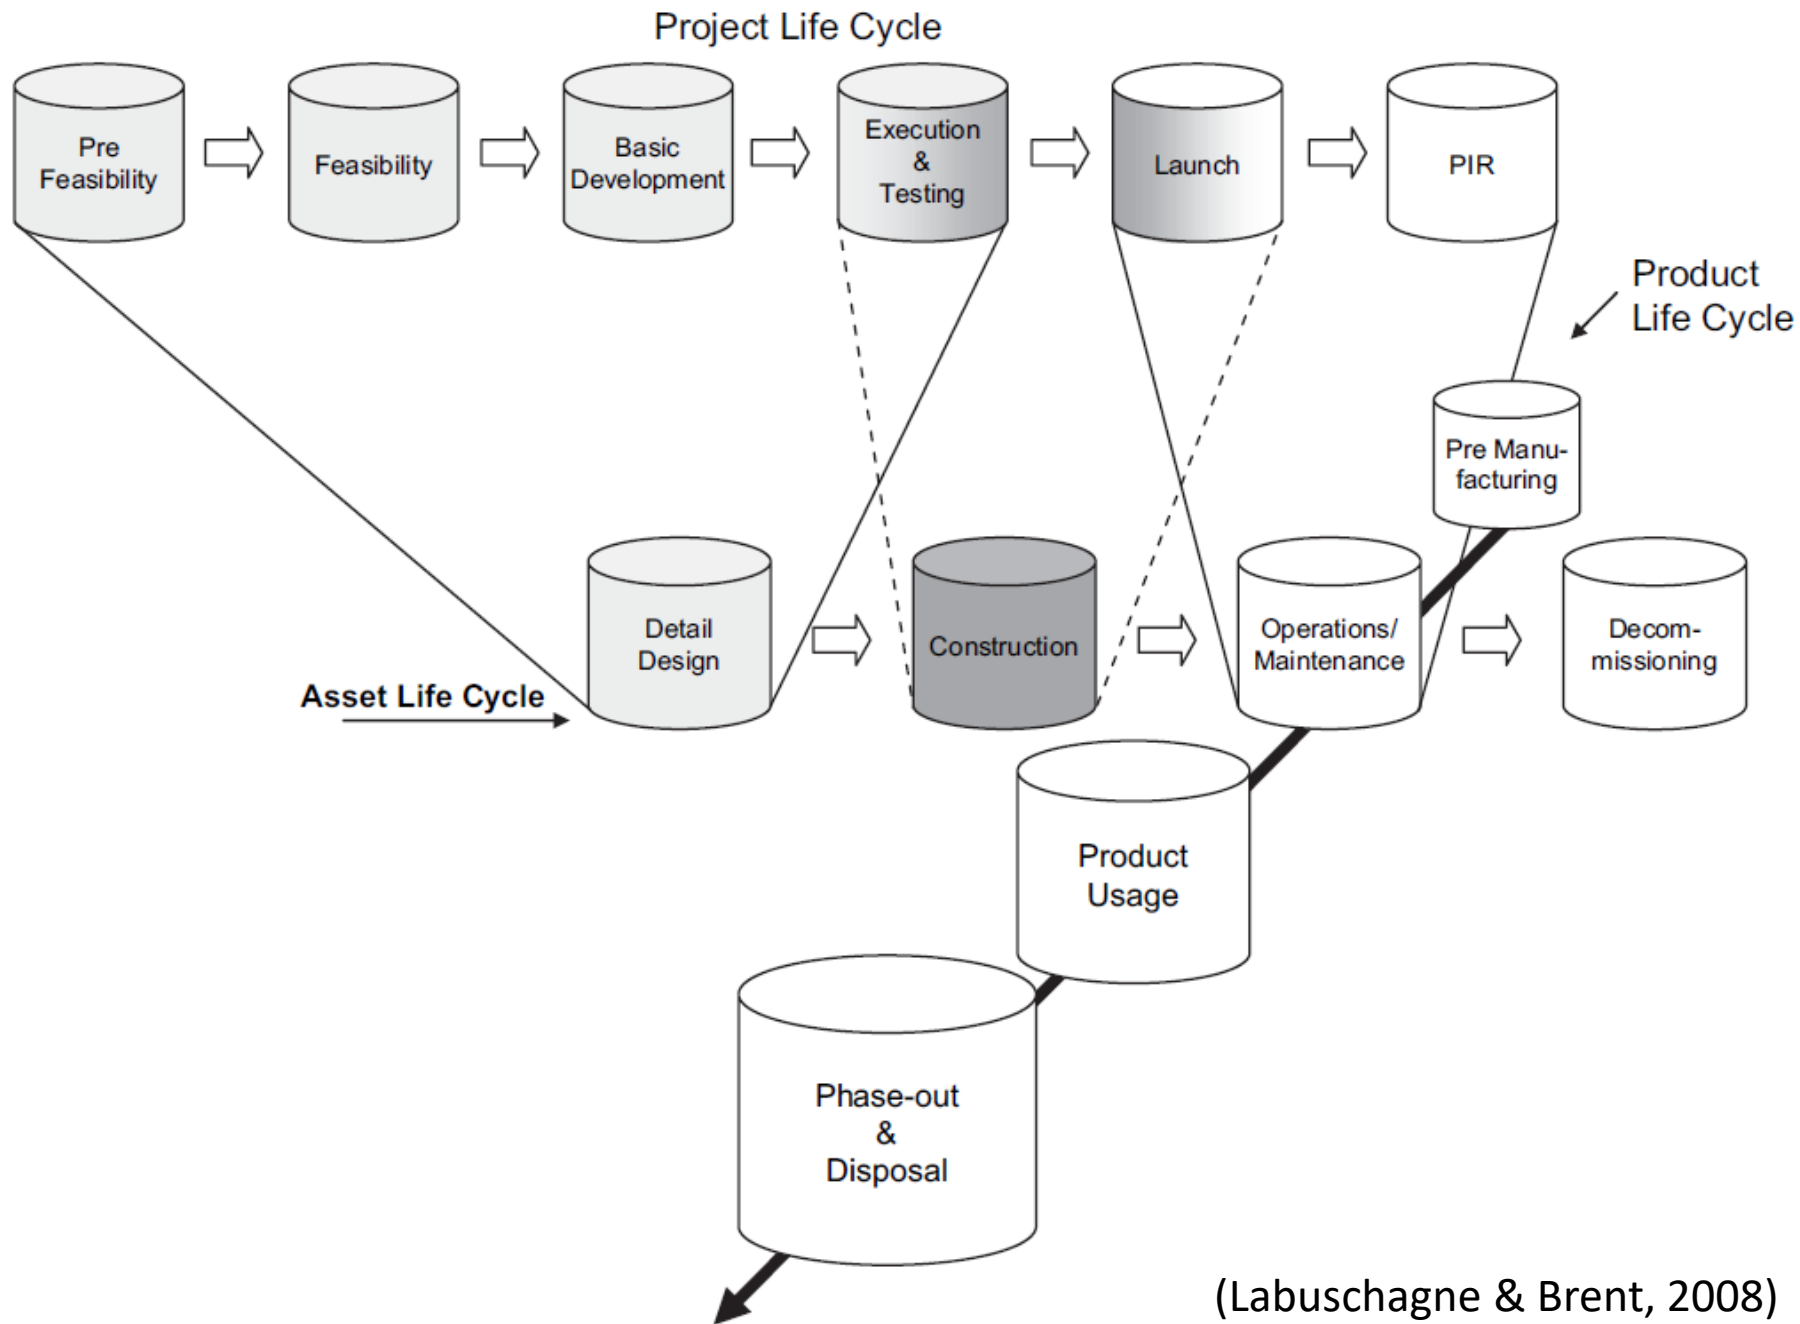 Project Life Cycle
Pre
Feasibility
Feasibility
Basic
Development
Execution
&
Testing
Launch
PIR
Product
Life Cycle
Pre Manu-
facturing
Detail
Design
Construction
Operations/
Maintenance
Decom-
missioning
Asset Life Cycle
Product
Usage
Phase-out
&
Disposal
(Labuschagne & Brent, 2008)